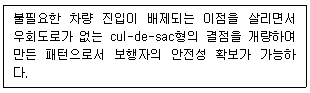 불필요한 차량 진입이 배제되는 이점을 살리면서
우회도로가 없는 cul-de-sac형의 결점을 개량하여
만든 패턴으로서 보행자의 안전성 확보가 가능하
다.